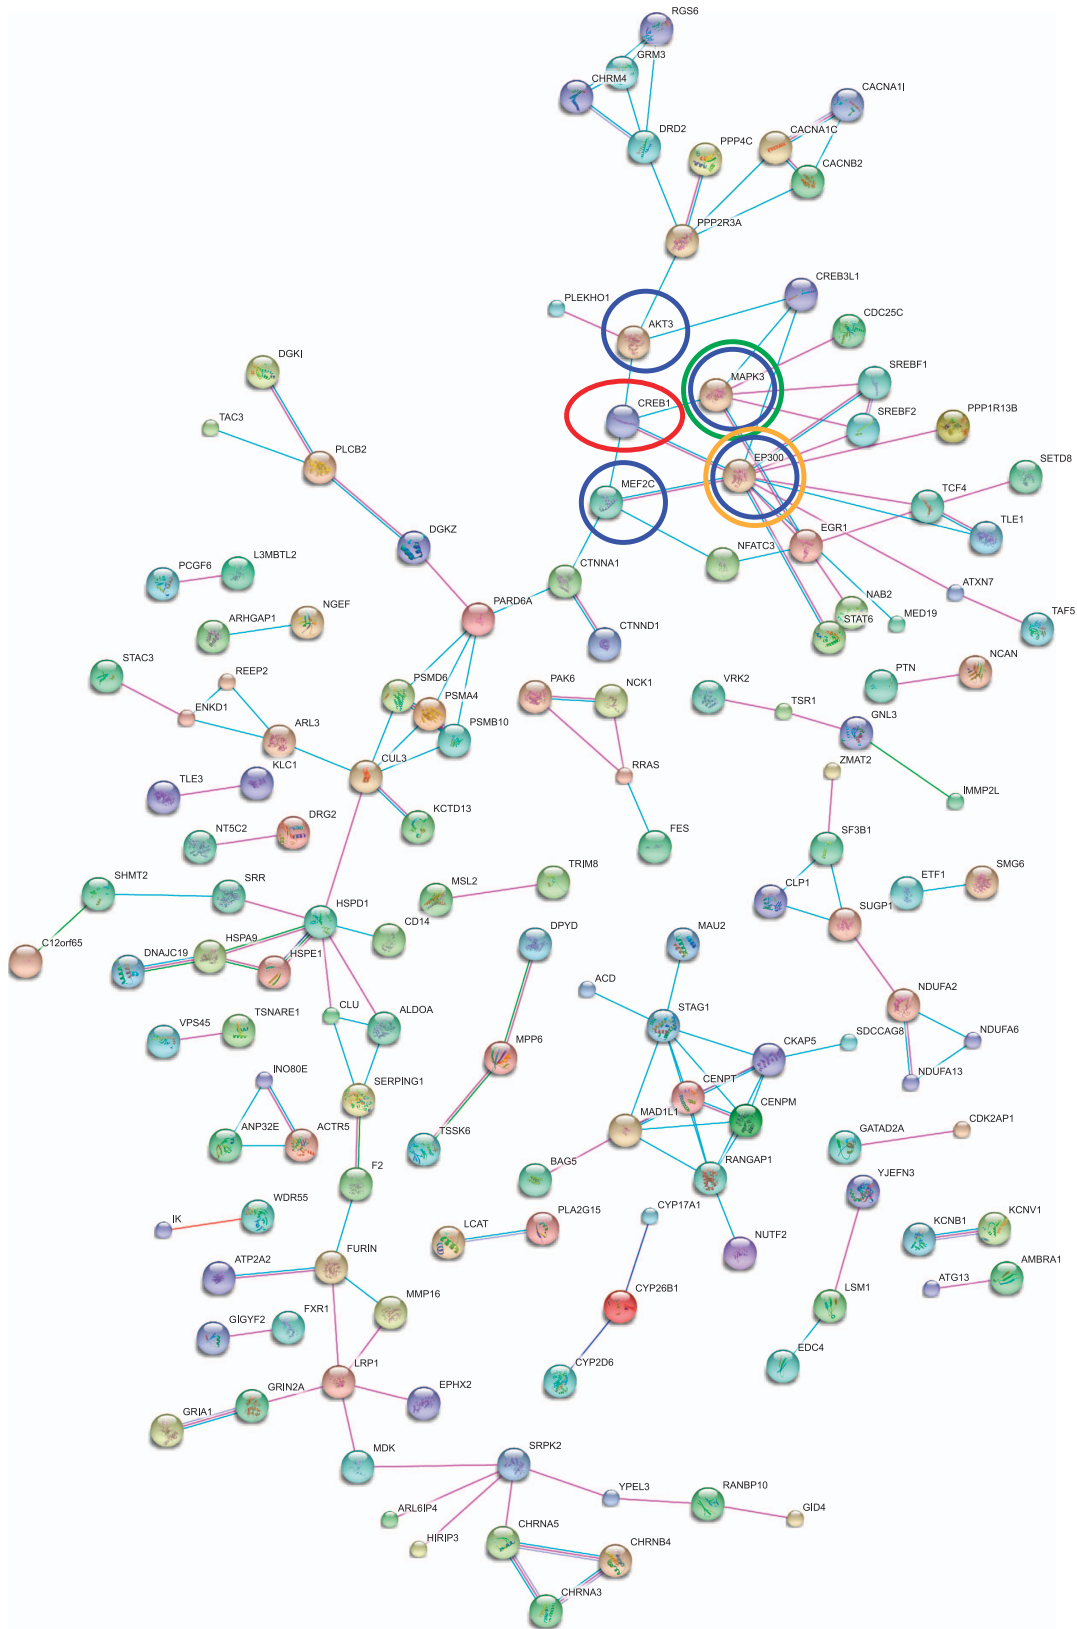 RGS6
GRM3
CHRM4
CACNA1I
DRD2
PPP4C
CACNA1C
CACNB2
PPP2R3A
CREB3L1
PLEKHO1
CDC25C
AKT3
DGKI
MAPK3
SREBF1
TAC3
CREB1
SREBF2
PPP1R13B
PLCB2
EP300
SETD8
MEF2C
TCF4
TLE1
DGKZ
EGR1
NFATC3
L3MBTL2
PCGF6
CTNNA1
ATXN7
NGEF
PARD6A
NAB2
MED19
TAF5
ARHGAP1
CTNND1
STAT6
STAC3
REEP2
NCAN
PSMD6
PAK6
NCK1
VRK2
PTN
PSMA4
TSR1
ENKD1
PSMB10
GNL3
ARL3
CUL3
RRAS
ZMAT2
KLC1
TLE3
IMMP2L
KCTD13
DRG2
NT5C2
FES
SF3B1
SHMT2
SRR
TRIM8
CLP1
ETF1
SMG6
MSL2
HSPD1
SUGP1
C12orf65
CD14
DPYD
MAU2
DNAJC19
HSPA9
HSPE1
ACD
NDUFA2
STAG1
CLU
ALDOA
VPS45
TSNARE1
MPP6
CKAP5
SDCCAG8
NDUFA6
INO80E
CENPT
NDUFA13
SERPING1
CENPM
ANP32E
ACTR5
TSSK6
MAD1L1
GATAD2A
CDK2AP1
BAG5
RANGAP1
F2
YJEFN3
WDR55
CYP17A1
IK
LCAT
PLA2G15
KCNB1
KCNV1
NUTF2
ATP2A2
FURIN
AMBRA1
CYP26B1
ATG13
MMP16
LSM1
GIGYF2
FXR1
EDC4
LRP1
CYP2D6
GRIN2A
EPHX2
GRIA1
MDK
SRPK2
YPEL3
RANBP10
ARL6IP4
GID4
CHRNA5
HIRIP3
CHRNB4
CHRNA3